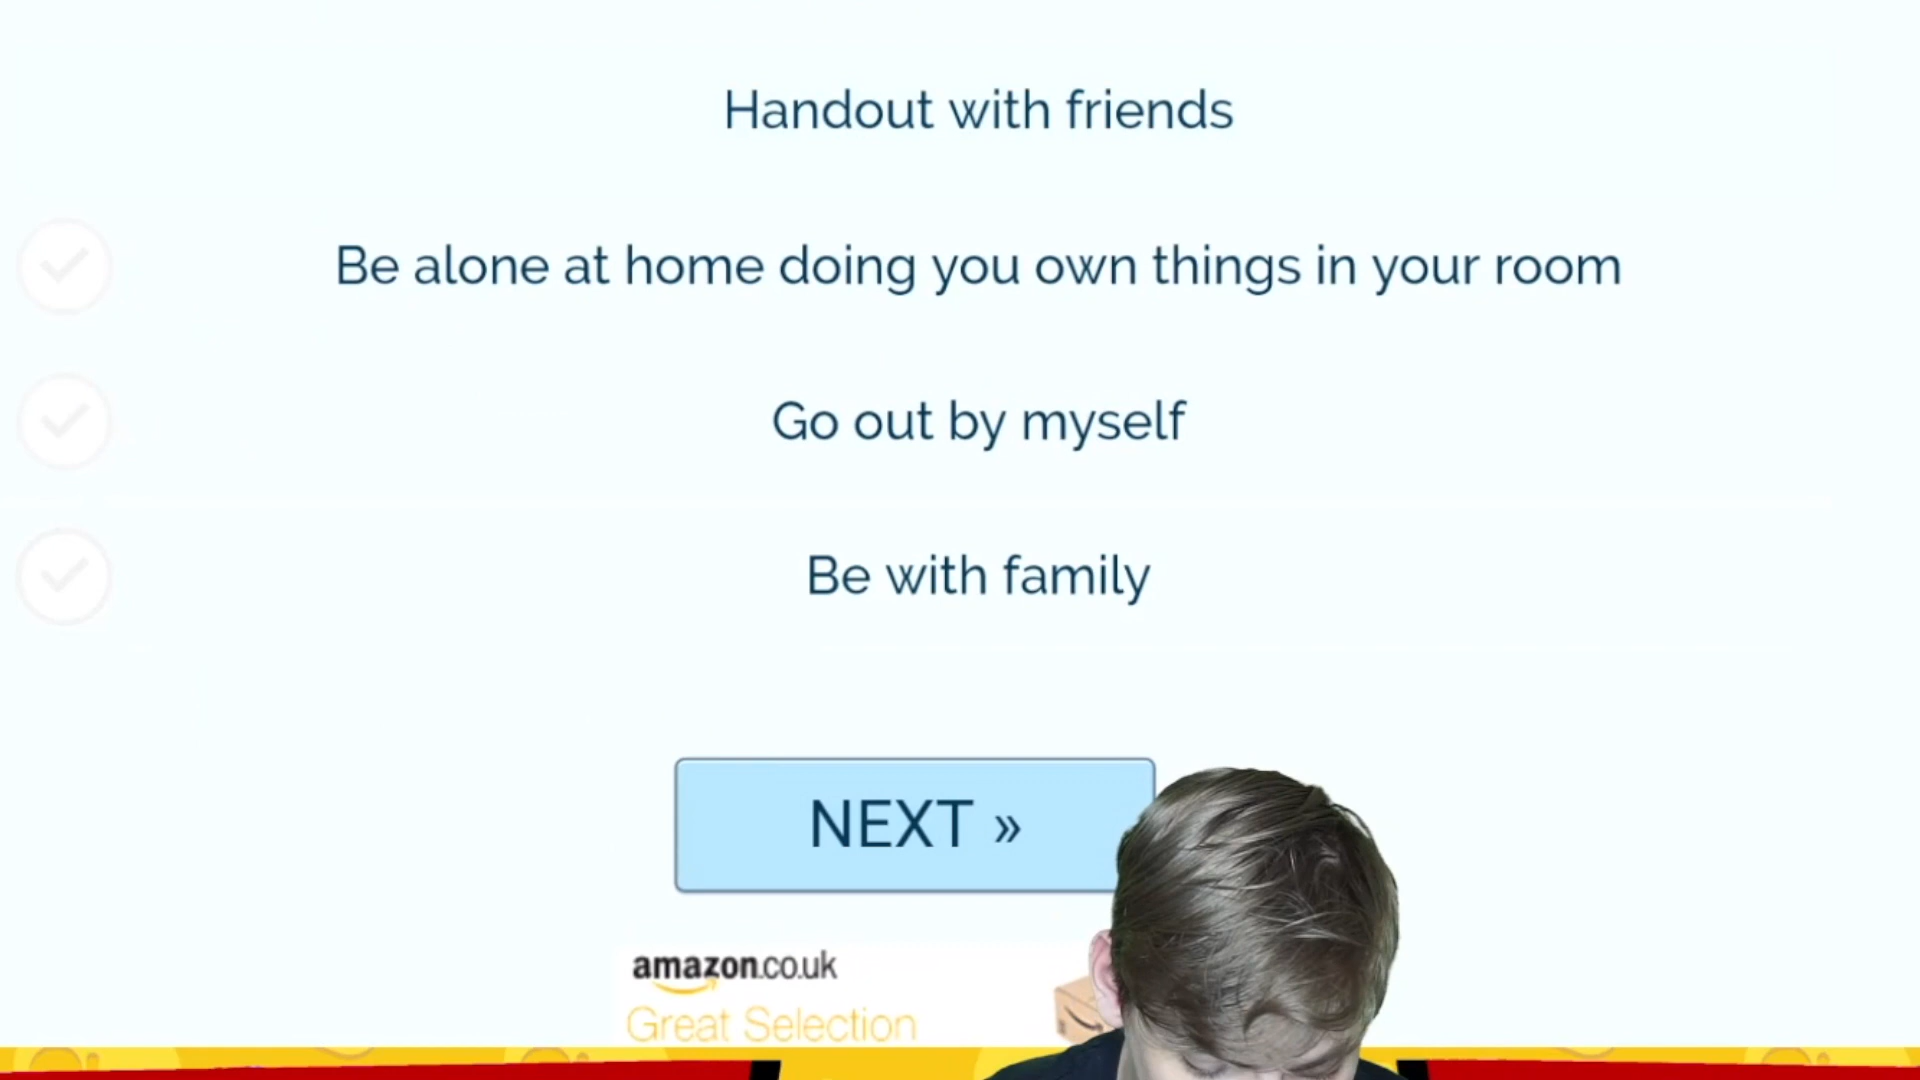 Handout with friends
Be alone at home doing you own things in your room
Go out by myself
Be with family
NEXT »
amazon.co.uk
Great Selection